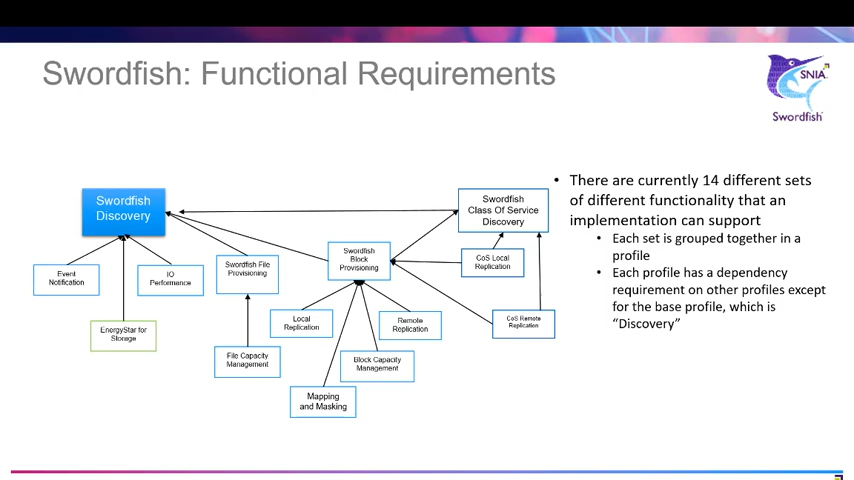 Swordfish: Functional Requirements
SNIA
Swordfish
Swordfish
Discovery
Swordfish
Class Of Service
Discovery
Event
Notification
IO
Performance
Swordfish File
Provisioning
Swordfish
Block
Provisioning
CoS Local
Replication
EnergyStar for
Storage
Local
Replication
Remote
Replication
CoS Remote
Replication
File Capacity
Management
Block Capacity
Management
Mapping
and Masking
• There are currently 14 different sets
of different functionality that an
implementation can support
• Each set is grouped together in a
profile
• Each profile has a dependency
requirement on other profiles except
for the base profile, which is
“Discovery”